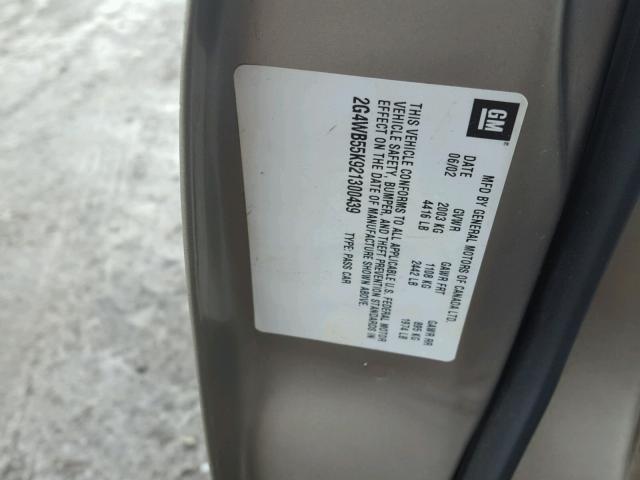 GM
MFD BY GENERAL MOTORS OF CANADA LTD.
DATE GVWR GAWR FRT GAWR RR
06/02 2003 KG 1108 KG 895 KG
4416 LB 2442 LB 1974 LB
THIS VEHICLE CONFORMS TO ALL APPLICABLE U.S. FEDERAL MOTOR
VEHICLE SAFETY, BUMPER, AND THEFT PREVENTION STANDARDS IN
EFFECT ON THE DATE OF MANUFACTURE SHOWN ABOVE.
2G4WB55K921300439 TYPE: PASS CAR